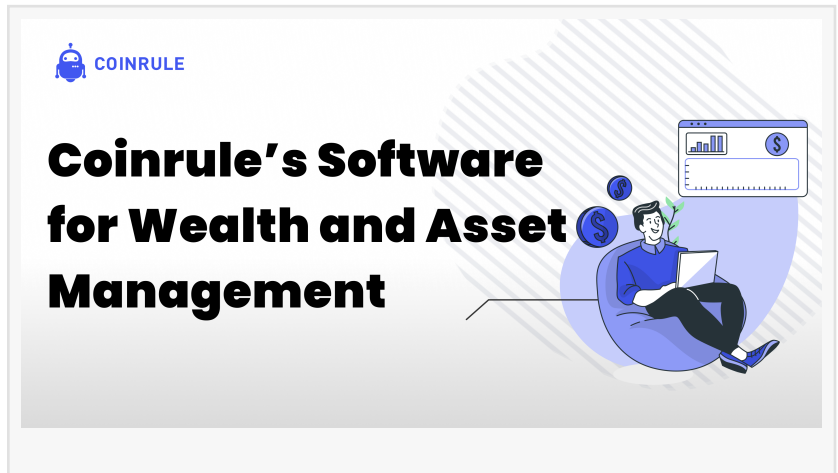 COINRULE
Coinrule’s Software
for Wealth and Asset
Management
$
$
$